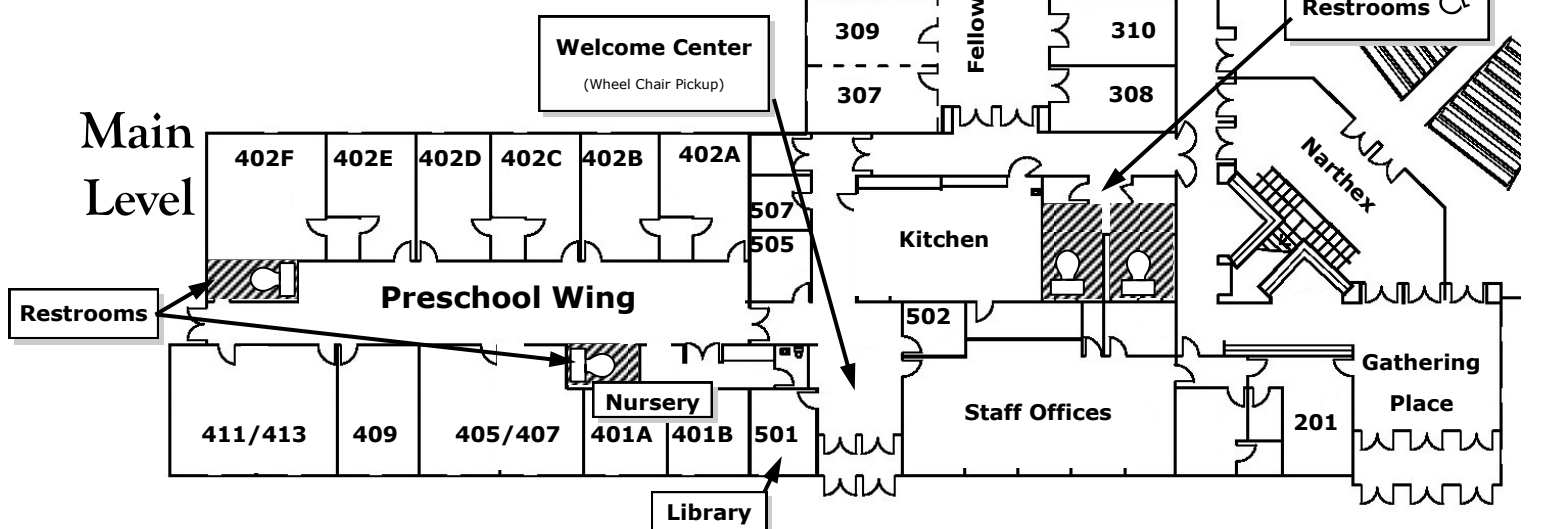 Restrooms
Fellow
309
310
Welcome Center
(Wheel Chair Pickup)
307
308
Main
Level
402F
402E
402D
402C
402B
402A
Narthex
507
505
Kitchen
Preschool Wing
Restrooms
502
Gathering
Place
Nursery
Staff Offices
201
411/413
409
405/407
401A
401B
501
Library